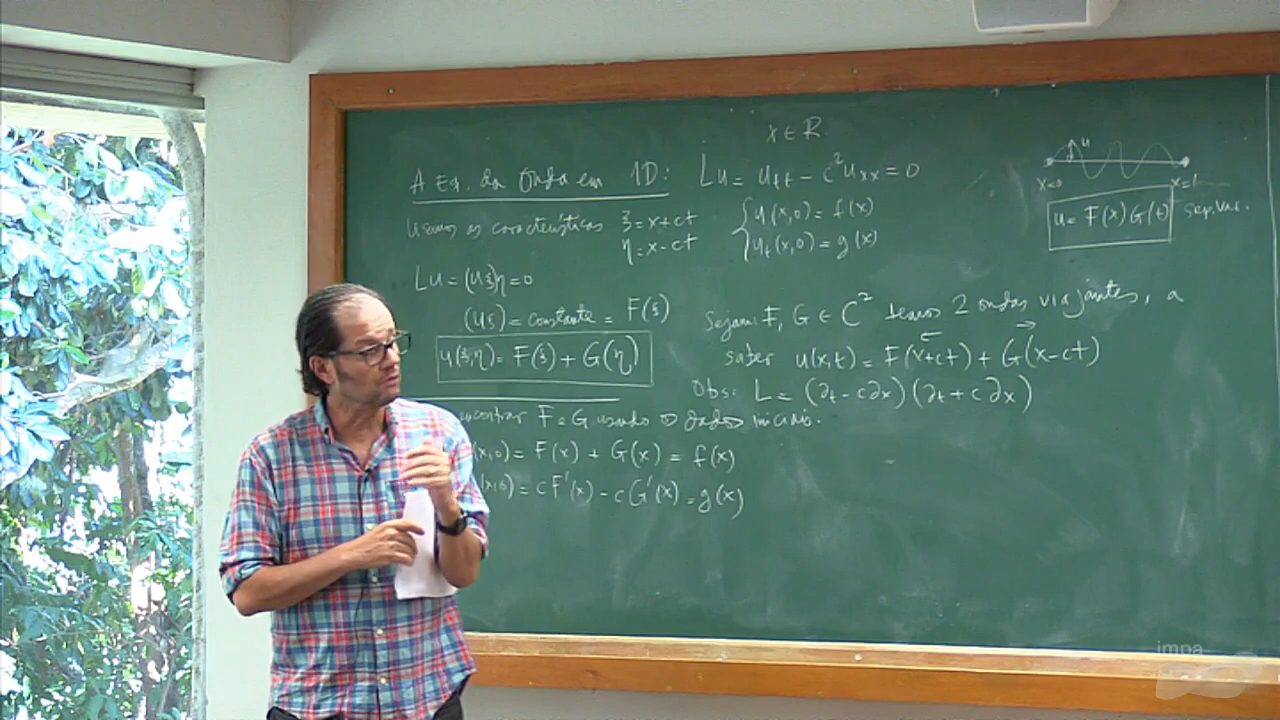 x ∈ ℝ
A Eq. da Onda em 1D: Lu = u_tt − c²u_xx = 0
Usamos as características ξ = x + ct
η = x − ct
{ u(x,0) = f(x)
u_t(x,0) = g(x)
u
x=0 x=1
u = F(x)G(t) sep. var.
Lu = (u_ξ)η = 0
(u_ξ) = constante = F(ξ)
u(ξ,η) = F(ξ) + G(η)
Sejam F, G ∈ C² temos 2 ondas viajantes, a
saber u(x,t) = F(x+ct) + G(x−ct)
Obs: L = (∂t − c∂x)(∂t + c∂x)
encontrar F e G usando os dados iniciais.
(x,0) = F(x) + G(x) = f(x)
(x,0) = cF'(x) − cG'(x) = g(x)
impa